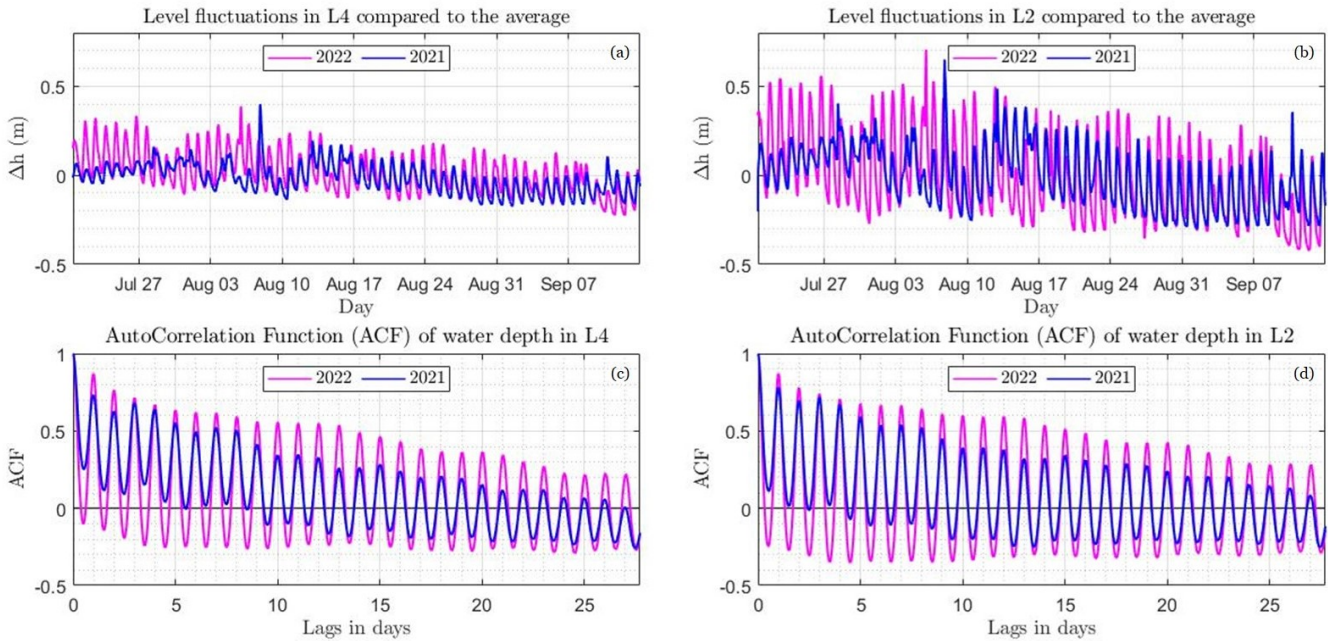 Level fluctuations in L4 compared to the average
(a)
2022 2021
0.5
0
-0.5
Δh (m)
Jul 27 Aug 03 Aug 10 Aug 17 Aug 24 Aug 31 Sep 07
Day
Level fluctuations in L2 compared to the average
(b)
2022 2021
0.5
0
-0.5
Δh (m)
Jul 27 Aug 03 Aug 10 Aug 17 Aug 24 Aug 31 Sep 07
Day
AutoCorrelation Function (ACF) of water depth in L4
(c)
2022 2021
1
0.5
0
-0.5
ACF
0 5 10 15 20 25
Lags in days
AutoCorrelation Function (ACF) of water depth in L2
(d)
2022 2021
1
0.5
0
-0.5
ACF
0 5 10 15 20 25
Lags in days